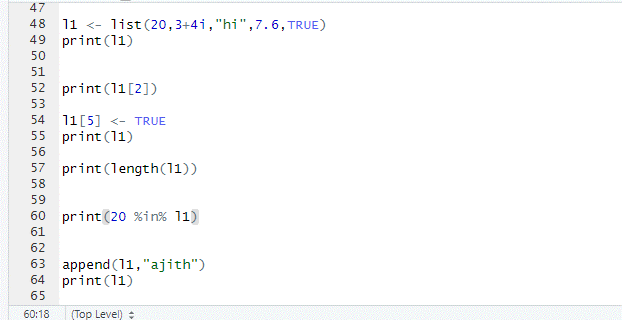 47
48 l1 <- list(20,3+4i,"hi",7.6,TRUE)
49 print(l1)
50
51
52 print(l1[2])
53
54 l1[5] <- TRUE
55 print(l1)
56
57 print(length(l1))
58
59
60 print(20 %in% l1)
61
62
63 append(l1,"ajith")
64 print(l1)
65
60:18 (Top Level)